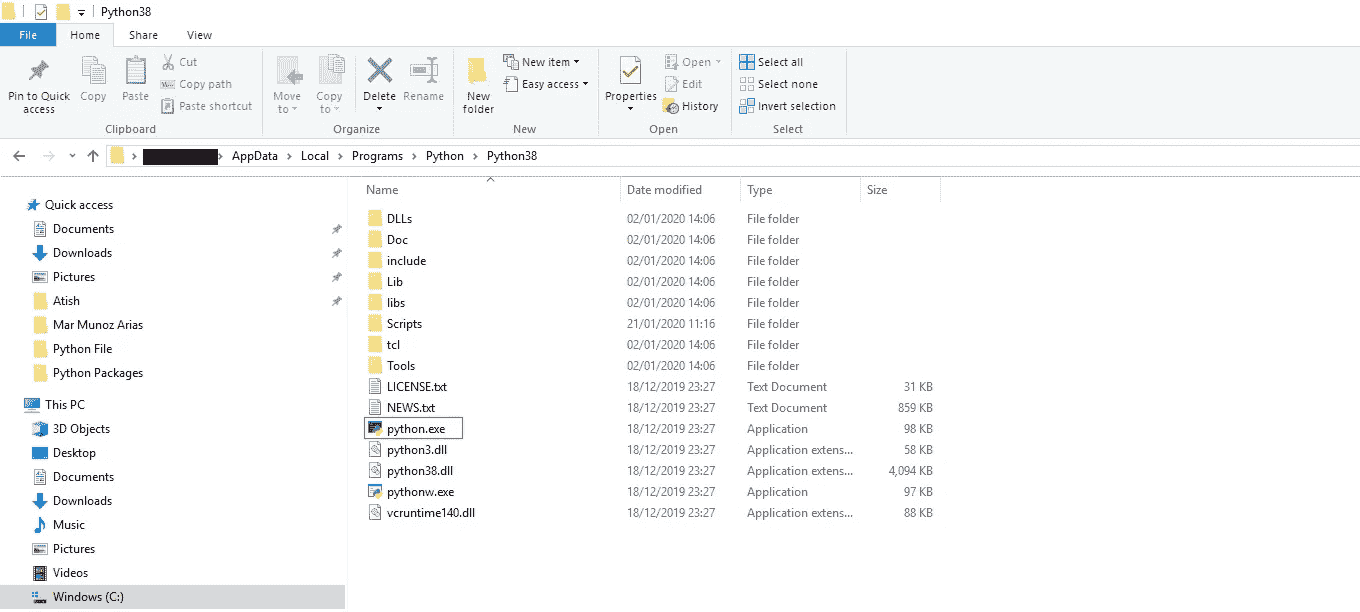 Python38
File Home Share View
Pin to Quick access
Copy
Paste
Cut
Copy path
Paste shortcut
Clipboard
Move to
Copy to
Delete
Rename
Organize
New folder
New item
Easy access
New
Properties
Open
Edit
History
Open
Select all
Select none
Invert selection
Select
AppData > Local > Programs > Python > Python38
Quick access
Documents
Downloads
Pictures
Atish
Mar Munoz Arias
Python File
Python Packages
This PC
3D Objects
Desktop
Documents
Downloads
Music
Pictures
Videos
Windows (C:)
Name Date modified Type Size
DLLs 02/01/2020 14:06 File folder
Doc 02/01/2020 14:06 File folder
include 02/01/2020 14:06 File folder
Lib 02/01/2020 14:06 File folder
libs 02/01/2020 14:06 File folder
Scripts 21/01/2020 11:16 File folder
tcl 02/01/2020 14:06 File folder
Tools 02/01/2020 14:06 File folder
LICENSE.txt 18/12/2019 23:27 Text Document 31 KB
NEWS.txt 18/12/2019 23:27 Text Document 859 KB
python.exe 18/12/2019 23:27 Application 98 KB
python3.dll 18/12/2019 23:27 Application extens... 58 KB
python38.dll 18/12/2019 23:27 Application extens... 4,094 KB
pythonw.exe 18/12/2019 23:27 Application 97 KB
vcruntime140.dll 18/12/2019 23:27 Application extens... 88 KB